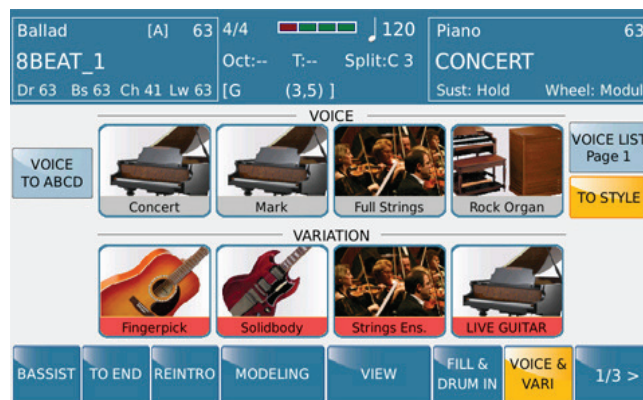 Ballad [A] 63 4/4 120 Piano 63
8BEAT_1 Oct:-- T:-- Split:C 3 CONCERT
Dr 63 Bs 63 Ch 41 Lw 63 [G (3,5) ] Sust: Hold Wheel: Modul
VOICE
VOICE TO ABCD
Concert Mark Full Strings Rock Organ
VOICE LIST
Page 1
TO STYLE
VARIATION
Fingerpick Solidbody Strings Ens. LIVE GUITAR
BASSIST TO END REINTRO MODELING VIEW FILL & DRUM IN VOICE & VARI 1/3 >